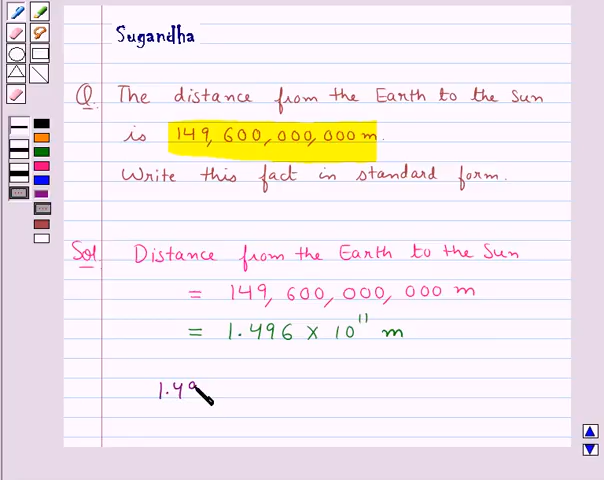 Sugandha
Q. The distance from the Earth to the Sun
is 149, 600, 000, 000 m.
Write this fact in standard form.
Sol. Distance from the Earth to the Sun
= 149, 600, 000, 000 m
= 1.496 × 10¹¹ m
1.49